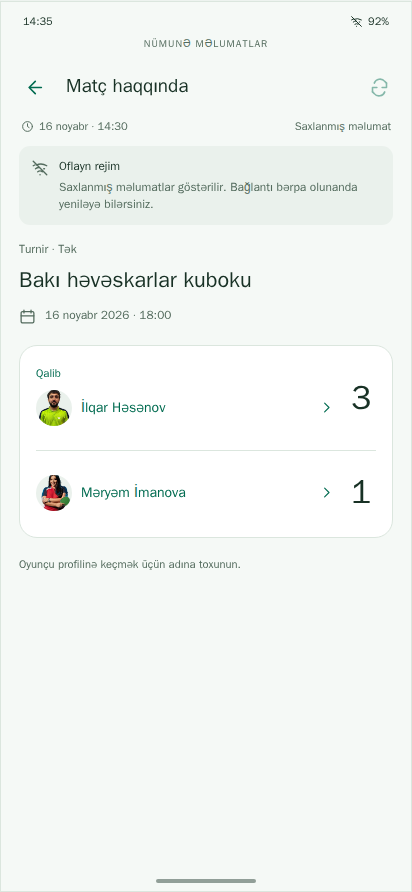 14:35 92%
NÜMUNƏ MƏLUMATLAR
Matç haqqında
16 noyabr · 14:30 Saxlanmış məlumat
Oflayn rejim
Saxlanmış məlumatlar göstərilir. Bağlantı bərpa olunanda
yeniləyə bilərsiniz.
Turnir · Tək
Bakı həvəskarlar kuboku
16 noyabr 2026 · 18:00
Qalib
İlqar Həsənov 3
Məryəm İmanova 1
Oyunçu profilinə keçmək üçün adına toxunun.